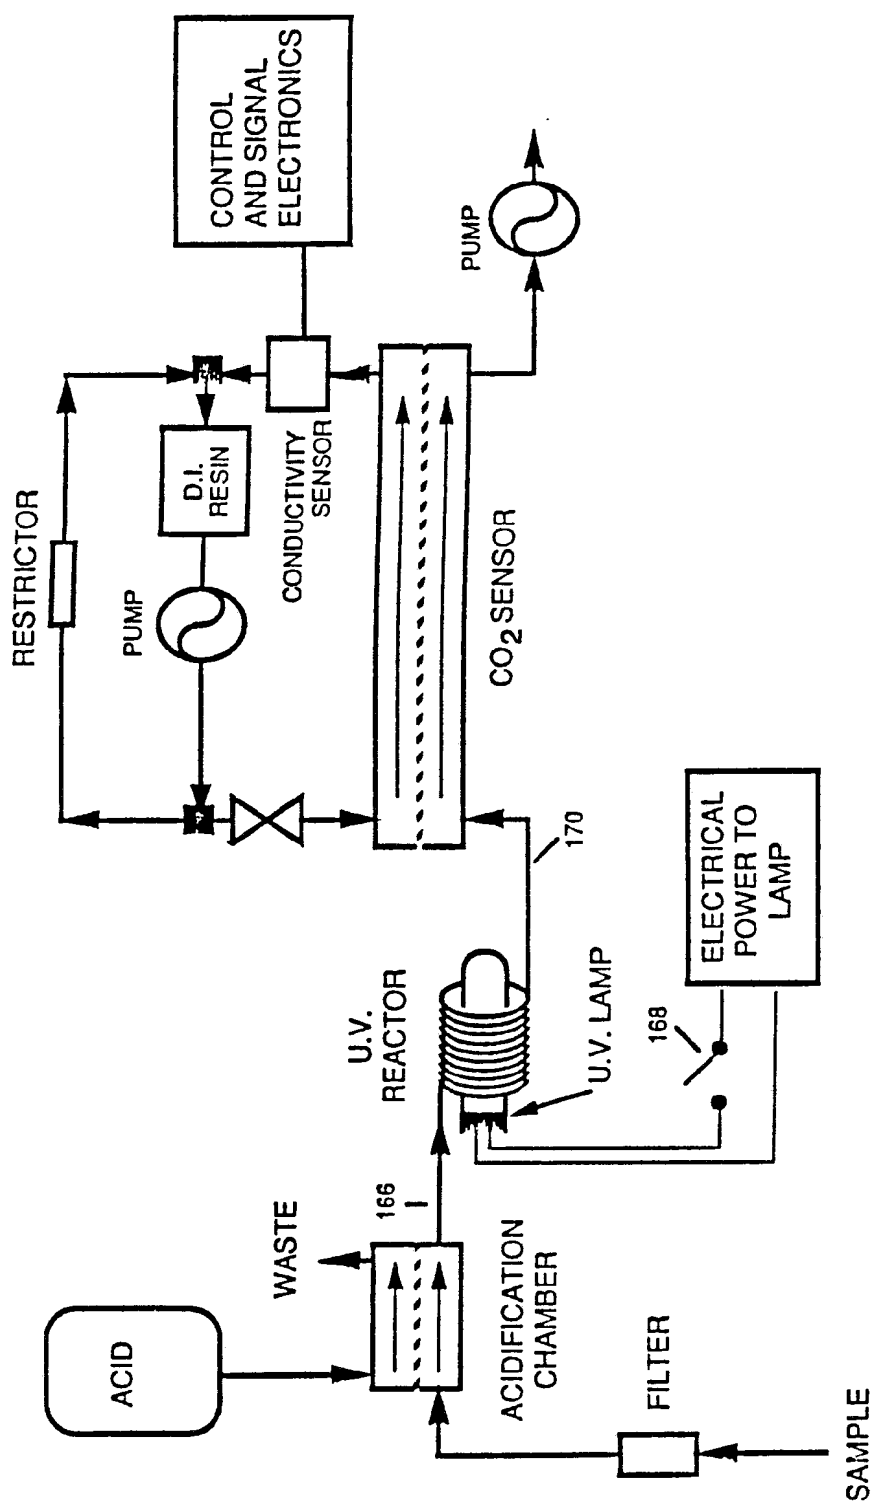 ACID
WASTE
166
ACIDIFICATION
CHAMBER
FILTER
SAMPLE
U.V.
REACTOR
U.V. LAMP
168
ELECTRICAL
POWER TO
LAMP
170
RESTRICTOR
PUMP
D.I.
RESIN
CONDUCTIVITY
SENSOR
CO2 SENSOR
CONTROL
AND SIGNAL
ELECTRONICS
PUMP